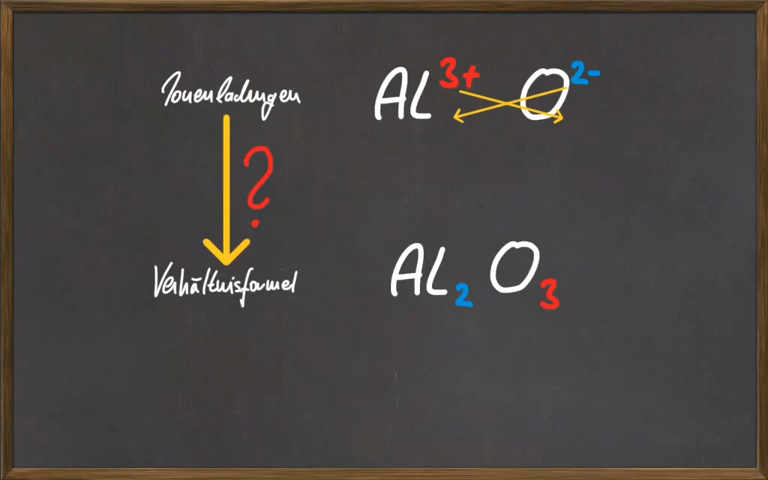 Ionenladungen
AL³⁺ O²⁻
?
Verhältnisformel
AL₂ O₃